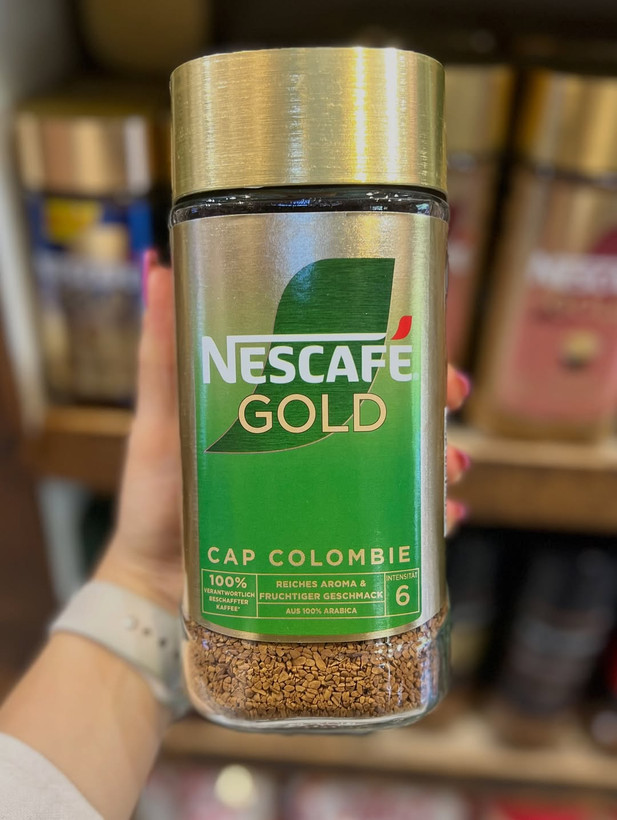 NESCAFÉ
GOLD
CAP COLOMBIE
100%
VERANTWORTLICH
BESCHAFFTER
KAFFEE*
REICHES AROMA &
FRUCHTIGER GESCHMACK
AUS 100% ARABICA
INTENSITÄT
6